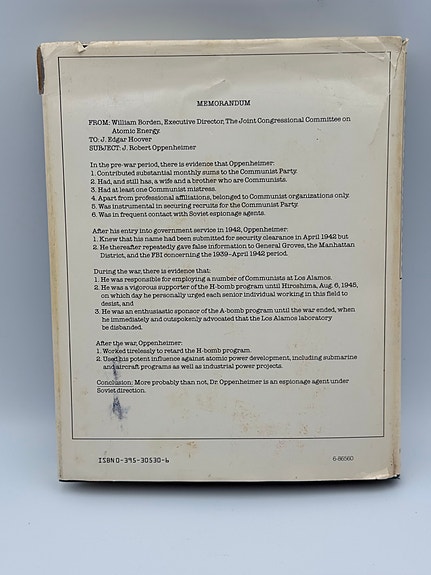 MEMORANDUM
FROM: William Borden, Executive Director, The Joint Congressional Committee on
Atomic Energy.
TO: J. Edgar Hoover
SUBJECT: J. Robert Oppenheimer
In the pre-war period, there is evidence that Oppenheimer:
1. Contributed substantial monthly sums to the Communist Party.
2. Had, and still has, a wife and a brother who are Communists.
3. Had at least one Communist mistress.
4. Apart from professional affiliations, belonged to Communist organizations only.
5. Was instrumental in securing recruits for the Communist Party.
6. Was in frequent contact with Soviet espionage agents.
After his entry into government service in 1942, Oppenheimer:
1. Knew that his name had been submitted for security clearance in April 1942 but
2. He thereafter repeatedly gave false information to General Groves, the Manhattan
District, and the FBI concerning the 1939-April 1942 period.
During the war, there is evidence that:
1. He was responsible for employing a number of Communists at Los Alamos.
2. He was a vigorous supporter of the H-bomb program until Hiroshima, Aug. 6, 1945,
on which day he personally urged each senior individual working in this field to
desist, and
3. He was an enthusiastic sponsor of the A-bomb program until the war ended, when
he immediately and outspokenly advocated that the Los Alamos laboratory
be disbanded.
After the war, Oppenheimer:
1. Worked tirelessly to retard the H-bomb program.
2. Used his potent influence against atomic power development, including submarine
and aircraft programs as well as industrial power projects.
Conclusion: More probably than not, Dr. Oppenheimer is an espionage agent under
Soviet direction.
ISBN 0-395-30530-6
6-86560